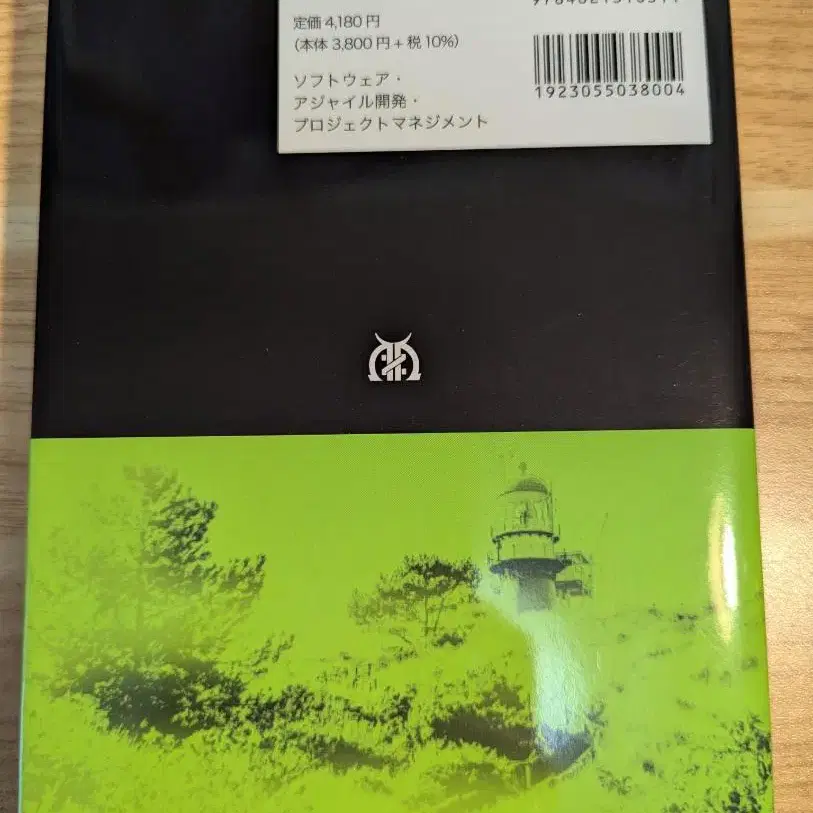 定価 4,180 円
(本体 3,800 円 + 税 10%)
ソフトウェア・
アジャイル開発・
プロジェクトマネジメント
1923055038004